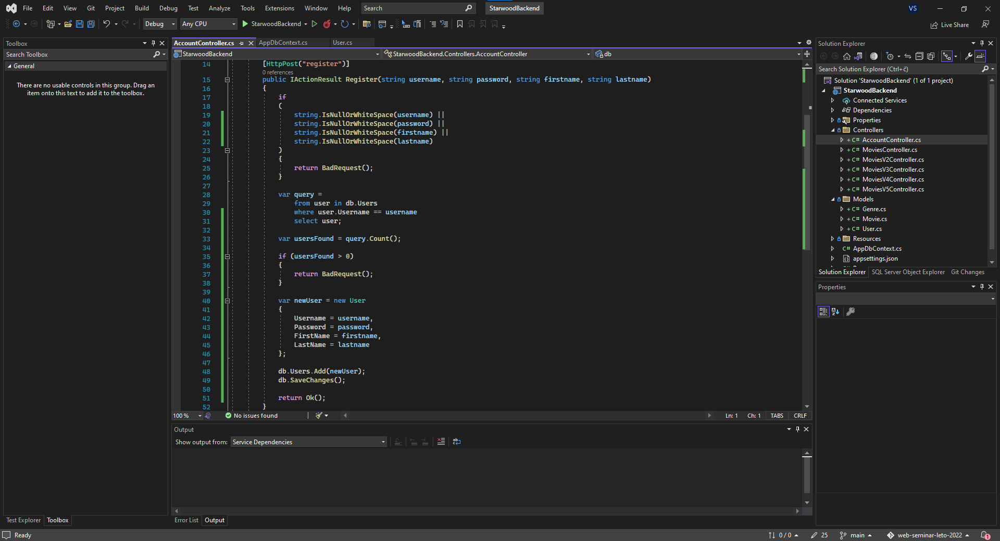 File Edit View Git Project Build Debug Test Analyze Tools Extensions Window Help Search StarwoodBackend VS
Debug Any CPU StarwoodBackend Live Share
Toolbox
Search Toolbox
General
There are no usable controls in this group. Drag an
item onto this text to add it to the toolbox.
Test Explorer Toolbox
AccountController.cs AppDbContext.cs User.cs
StarwoodBackend StarwoodBackend.Controllers.AccountController db
14 [HttpPost("register")]
0 references
15 public IActionResult Register(string username, string password, string firstname, string lastname)
16 {
17 if
18 (
19 string.IsNullOrWhiteSpace(username) ||
20 string.IsNullOrWhiteSpace(password) ||
21 string.IsNullOrWhiteSpace(firstname) ||
22 string.IsNullOrWhiteSpace(lastname)
23 )
24 {
25 return BadRequest();
26 }
27
28 var query =
29 from user in db.Users
30 where user.Username == username
31 select user;
32
33 var usersFound = query.Count();
34
35 if (usersFound > 0)
36 {
37 return BadRequest();
38 }
39
40 var newUser = new User
41 {
42 Username = username,
43 Password = password,
44 FirstName = firstname,
45 LastName = lastname
46 };
47
48 db.Users.Add(newUser);
49 db.SaveChanges();
50
51 return Ok();
52 }
100 % No issues found Ln: 1 Ch: 1 TABS CRLF
Output
Show output from: Service Dependencies
Error List Output
Solution Explorer
Search Solution Explorer (Ctrl+č)
Solution 'StarwoodBackend' (1 of 1 project)
StarwoodBackend
Connected Services
Dependencies
Properties
Controllers
C# AccountController.cs
C# MoviesController.cs
C# MoviesV2Controller.cs
C# MoviesV3Controller.cs
C# MoviesV4Controller.cs
C# MoviesV5Controller.cs
Models
C# Genre.cs
C# Movie.cs
C# User.cs
Resources
C# AppDbContext.cs
appsettings.json
Solution Explorer SQL Server Object Explorer Git Changes
Properties
Ready 0 / 0 25 main web-seminar-leto-2022 1